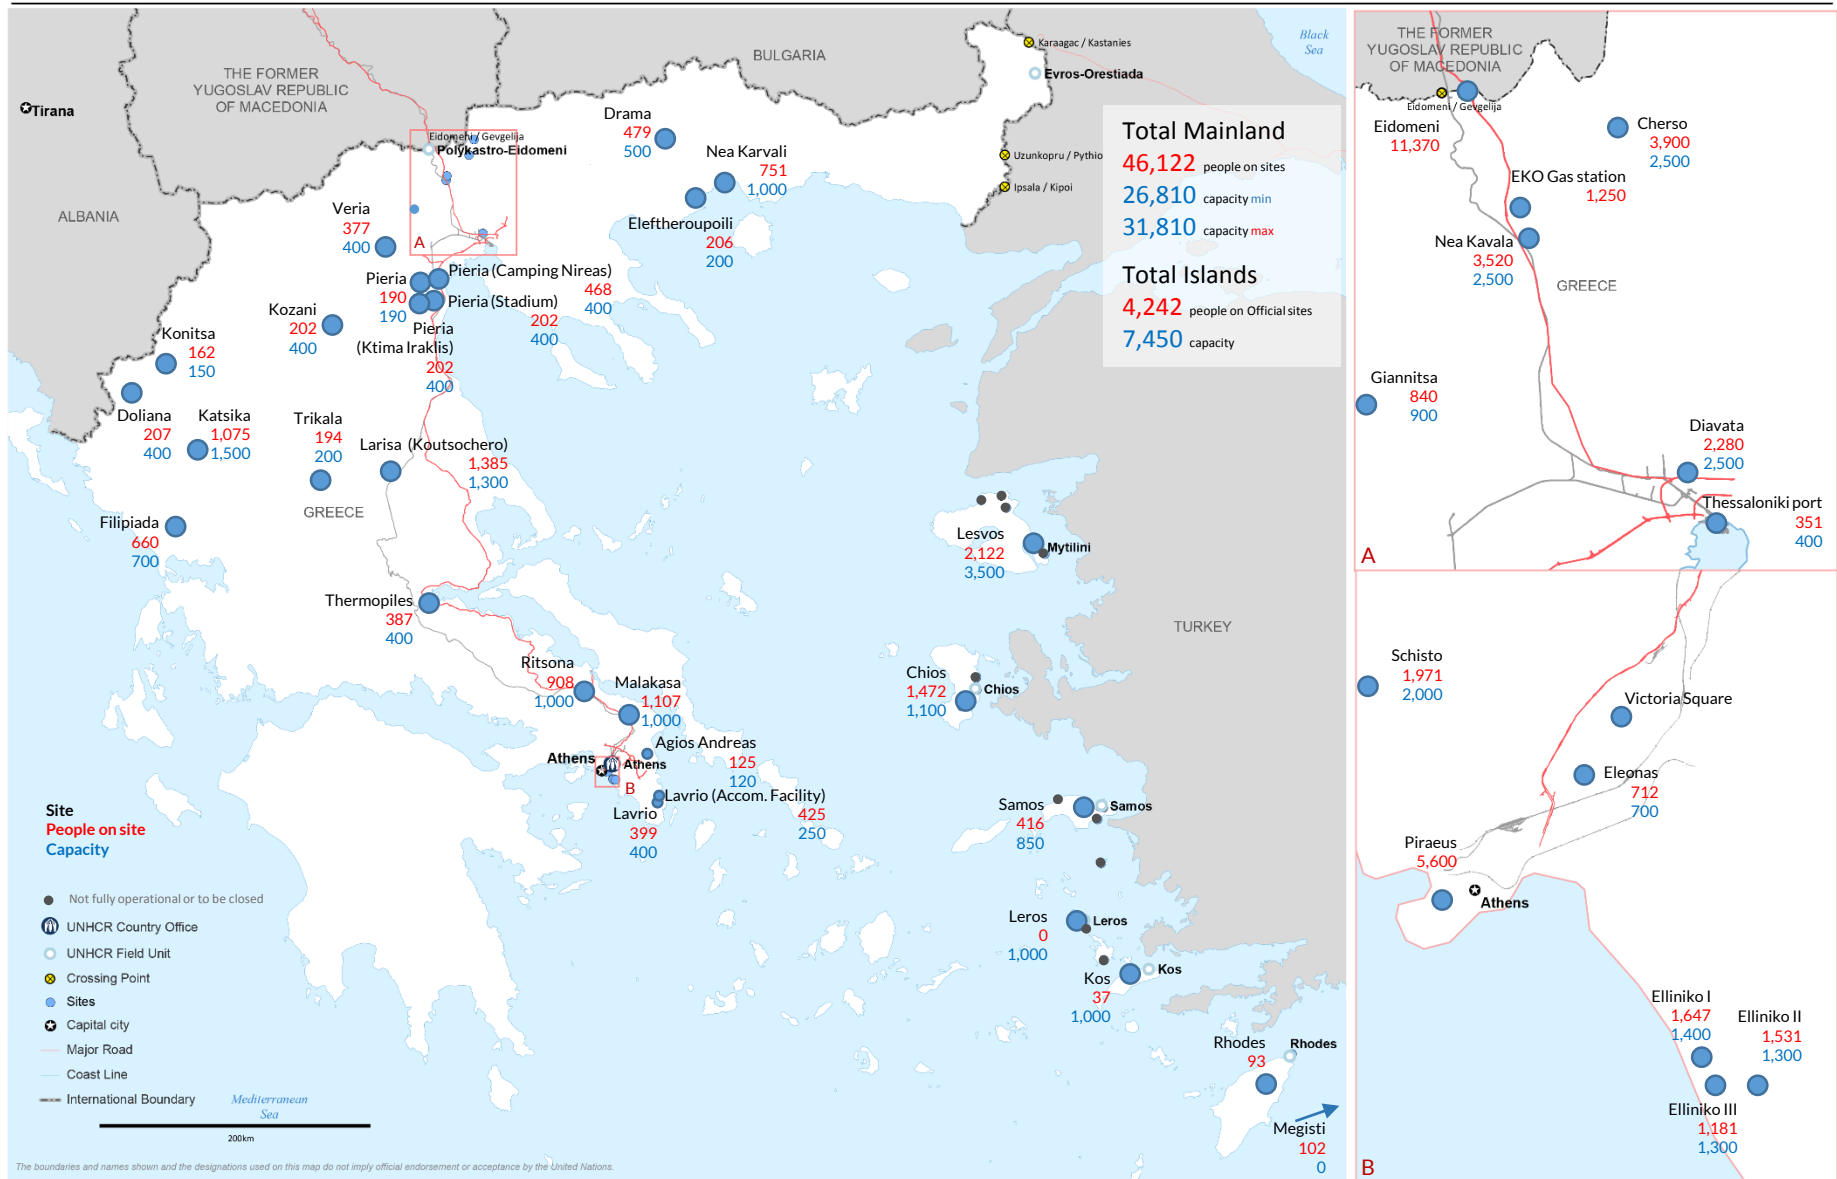 THE FORMER
YUGOSLAV REPUBLIC
OF MACEDONIA
BULGARIA
Black
Sea
Karaagac / Kastanies
Evros-Orestiada
Tirana
ALBANIA
Eidomeni / Gevgelija
Polykastro-Eidomeni
A
Drama
479
500
Nea Karvali
751
1,000
Eleftheroupoili
206
200
Uzunkopru / Pythio
Ipsala / Kipoi
Total Mainland
46,122 people on sites
26,810 capacity min
31,810 capacity max
Total Islands
4,242 people on Official sites
7,450 capacity
Veria
377
400
Pieria
190
190
Pieria (Camping Nireas)
468
400
Pieria (Stadium)
202
400
Pieria
(Ktima Iraklis)
202
400
Kozani
202
400
Konitsa
162
150
Doliana
207
400
Katsika
1,075
1,500
Trikala
194
200
Larisa (Koutsochero)
1,385
1,300
GREECE
Filipiada
660
700
Thermopiles
387
400
Ritsona
908
1,000
Malakasa
1,107
1,000
Agios Andreas
125
120
Athens
Athens
B
Lavrio (Accom. Facility)
425
250
Lavrio
399
400
Lesvos
2,122
3,500
Mytilini
TURKEY
Chios
1,472
1,100
Chios
Samos
416
850
Samos
Leros
0
1,000
Leros
Kos
37
1,000
Kos
Rhodes
93
Rhodes
Megisti
102
0
Site
People on site
Capacity
Not fully operational or to be closed
UNHCR Country Office
UNHCR Field Unit
Crossing Point
Sites
Capital city
Major Road
Coast Line
International Boundary
Mediterranean
Sea
200km
The boundaries and names shown and the designations used on this map do not imply official endorsement or acceptance by the United Nations.
THE FORMER
YUGOSLAV REPUBLIC
OF MACEDONIA
Eidomeni / Gevgelija
Eidomeni
11,370
Cherso
3,900
2,500
EKO Gas station
1,250
Nea Kavala
3,520
2,500
GREECE
Giannitsa
840
900
Diavata
2,280
2,500
Thessaloniki port
351
400
A
Schisto
1,971
2,000
Victoria Square
Eleonas
712
700
Piraeus
5,600
Athens
Elliniko I
1,647
1,400
Elliniko II
1,531
1,300
Elliniko III
1,181
1,300
B